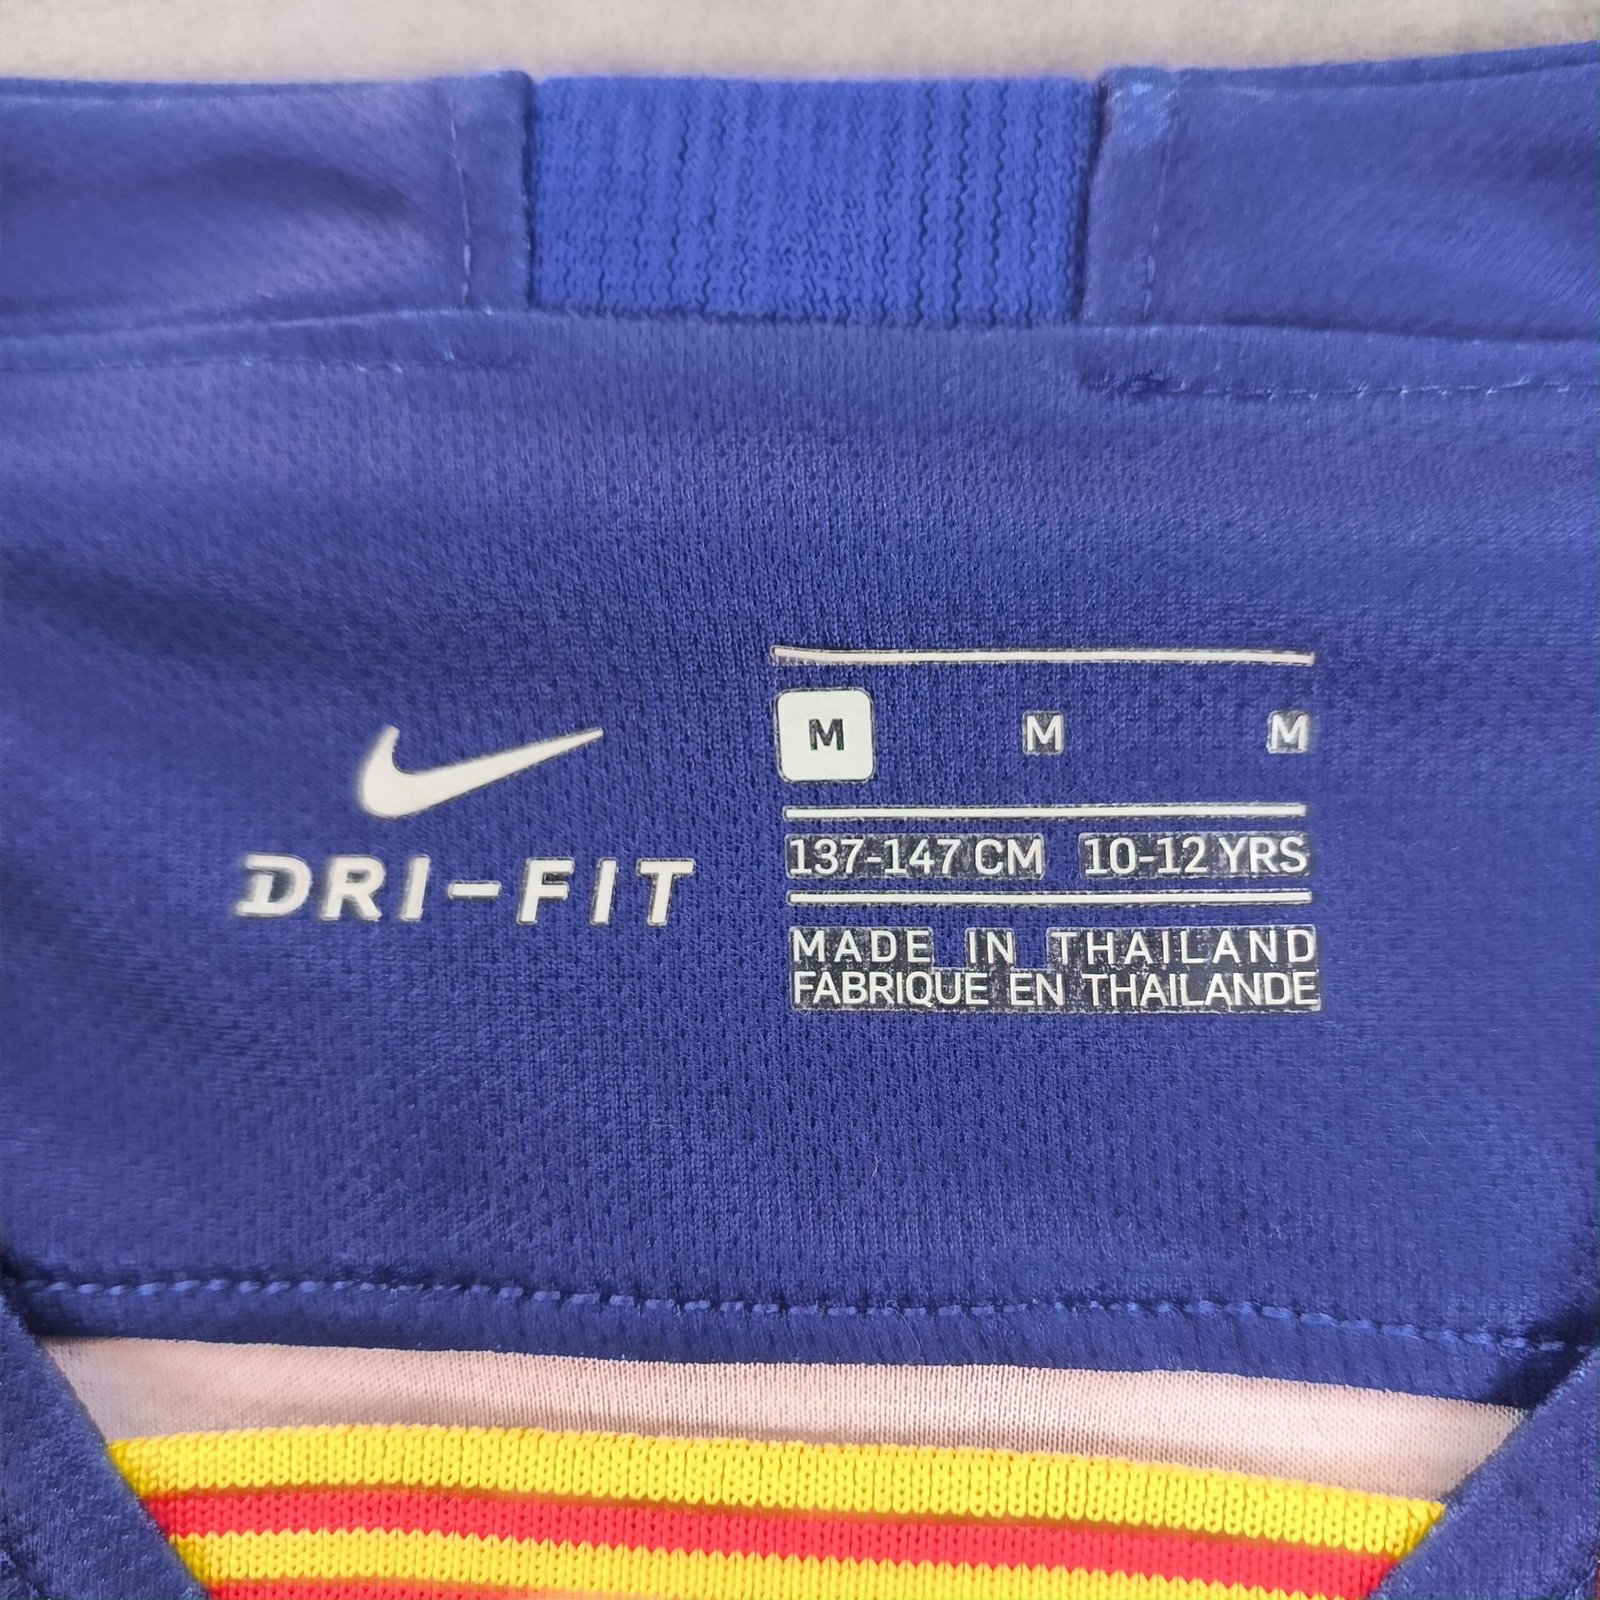 DRI-FIT
M M M
137-147 CM 10-12 YRS
MADE IN THAILAND
FABRIQUE EN THAILANDE